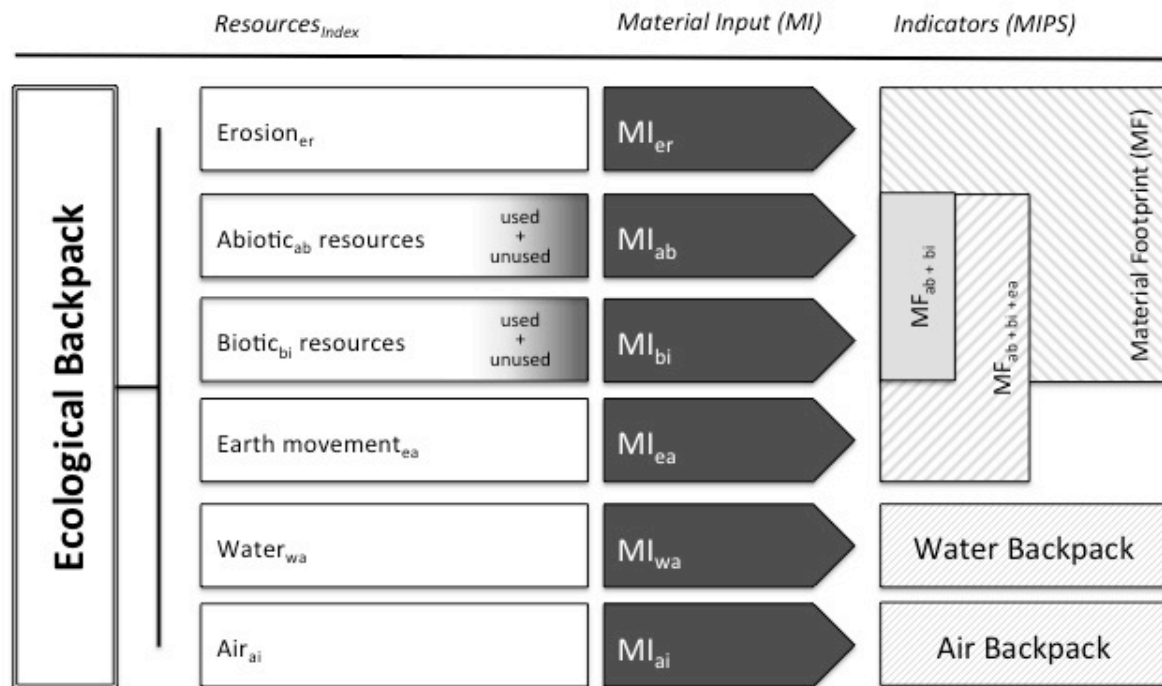 Resources_Index Material Input (MI) Indicators (MIPS)
Ecological Backpack
Erosion_er MI_er
Abiotic_ab resources used + unused MI_ab
Biotic_bi resources used + unused MI_bi
Earth movement_ea MI_ea
Water_wa MI_wa Water Backpack
Air_ai MI_ai Air Backpack
MF_ab + bi
MF_ab + bi + ea
Material Footprint (MF)